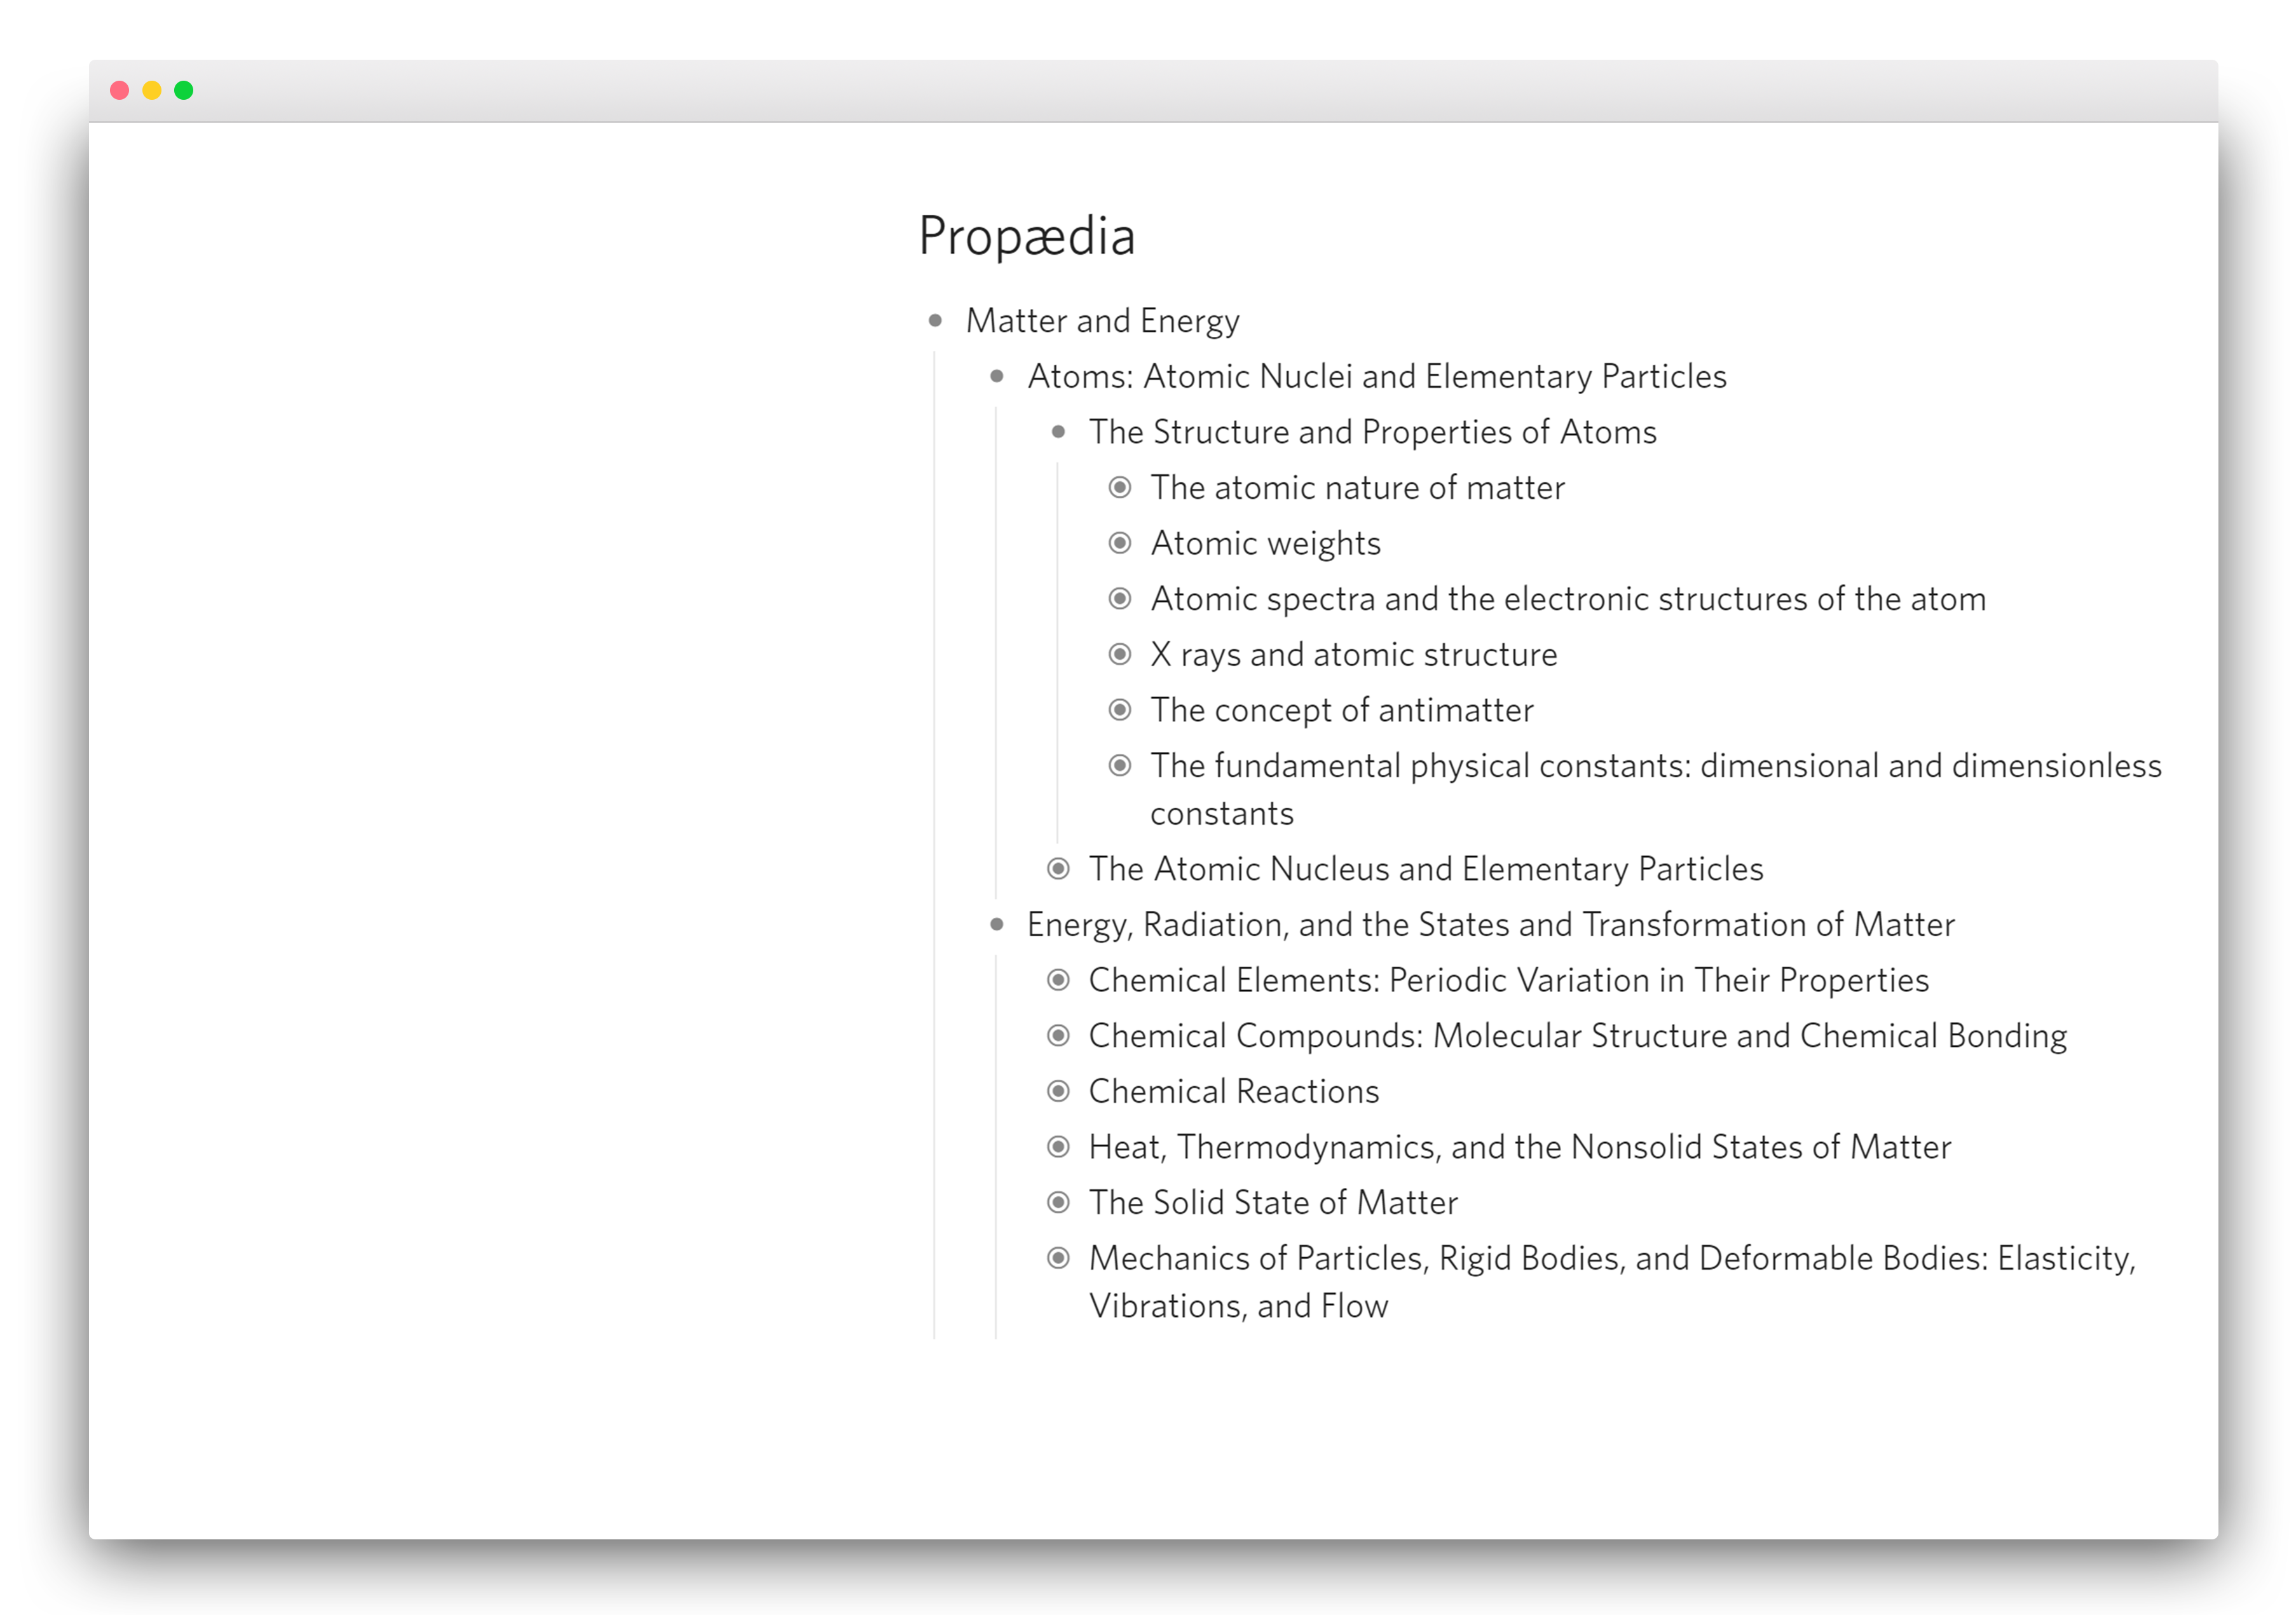 Propædia
Matter and Energy
Atoms: Atomic Nuclei and Elementary Particles
The Structure and Properties of Atoms
The atomic nature of matter
Atomic weights
Atomic spectra and the electronic structures of the atom
X rays and atomic structure
The concept of antimatter
The fundamental physical constants: dimensional and dimensionless
constants
The Atomic Nucleus and Elementary Particles
Energy, Radiation, and the States and Transformation of Matter
Chemical Elements: Periodic Variation in Their Properties
Chemical Compounds: Molecular Structure and Chemical Bonding
Chemical Reactions
Heat, Thermodynamics, and the Nonsolid States of Matter
The Solid State of Matter
Mechanics of Particles, Rigid Bodies, and Deformable Bodies: Elasticity,
Vibrations, and Flow